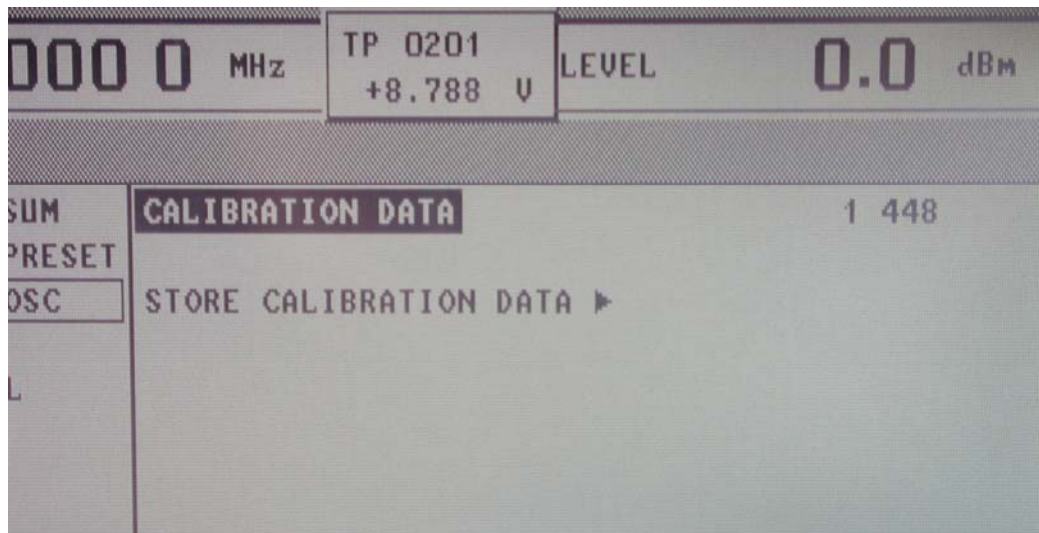 000 0 MHz
TP 0201
+8.788 V
LEVEL 0.0 dBm
SUM
PRESET
OSC
L
CALIBRATION DATA 1 448
STORE CALIBRATION DATA ▶